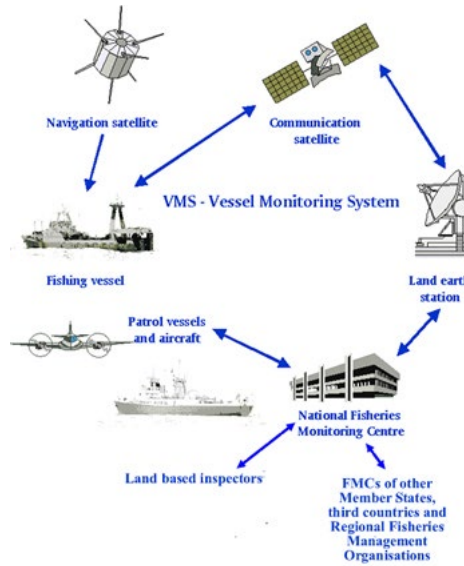 Navigation satellite
Communication
satellite
VMS - Vessel Monitoring System
Fishing vessel
Land earth
station
Patrol vessels
and aircraft
National Fisheries
Monitoring Centre
Land based inspectors
FMCs of other
Member States,
third countries and
Regional Fisheries
Management
Organisations